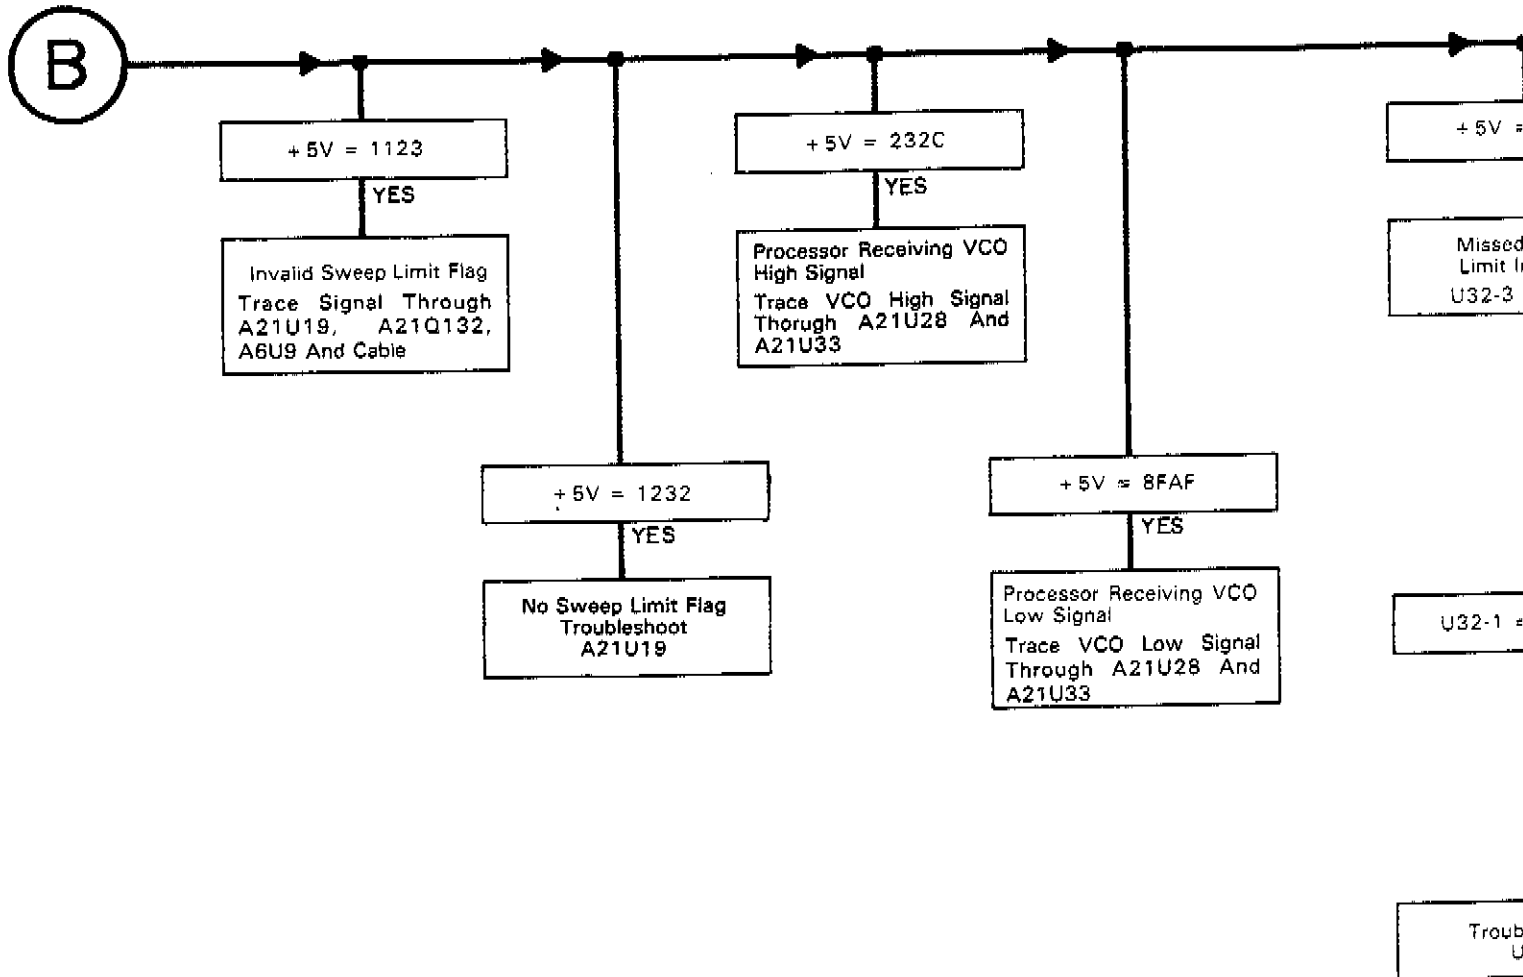 B
+5V = 1123
YES
Invalid Sweep Limit Flag
Trace Signal Through
A21U19, A21Q132,
A6U9 And Cable
+5V = 1232
YES
No Sweep Limit Flag
Troubleshoot
A21U19
+5V = 232C
YES
Processor Receiving VCO
High Signal
Trace VCO High Signal
Thorugh A21U28 And
A21U33
+5V = 8FAF
YES
Processor Receiving VCO
Low Signal
Trace VCO Low Signal
Through A21U28 And
A21U33
+5V =
Missed
Limit
U32-3
U32-1 =